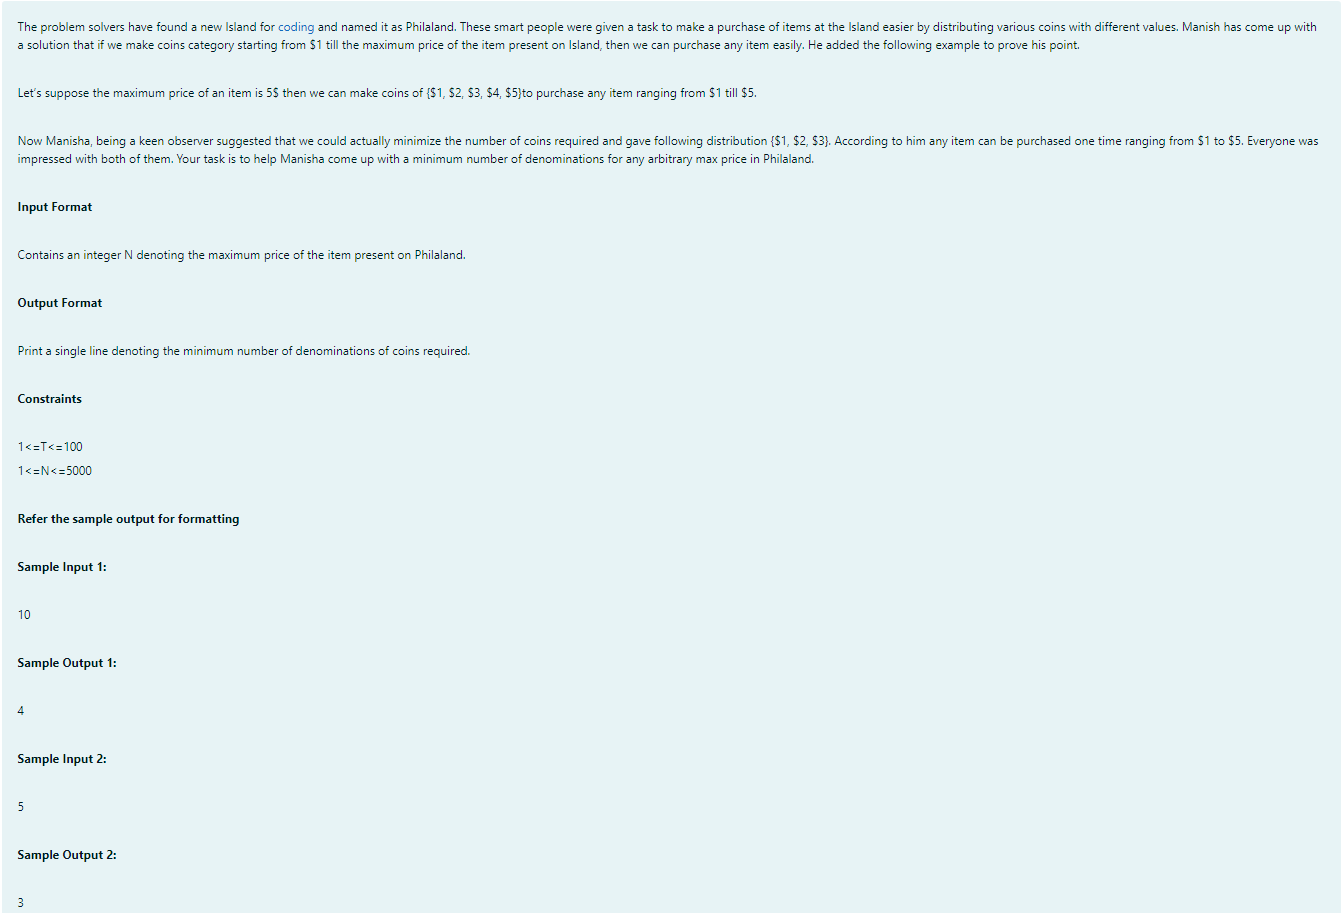 The problem solvers have found a new Island for coding and named it as Philaland. These smart people were given a task to make a purchase of items at the Island easier by distributing various coins with different values. Manish has come up with
a solution that if we make coins category starting from $1 till the maximum price of the item present on Island, then we can purchase any item easily. He added the following example to prove his point.
Let's suppose the maximum price of an item is 5$ then we can make coins of {$1, $2, $3, $4, $5}to purchase any item ranging from $1 till $5.
Now Manisha, being a keen observer suggested that we could actually minimize the number of coins required and gave following distribution {$1, $2, $3}. According to him any item can be purchased one time ranging from $1 to $5. Everyone was
impressed with both of them. Your task is to help Manisha come up with a minimum number of denominations for any arbitrary max price in Philaland.
Input Format
Contains an integer N denoting the maximum price of the item present on Philaland.
Output Format
Print a single line denoting the minimum number of denominations of coins required.
Constraints
1<=T<=100
1<=N<=5000
Refer the sample output for formatting
Sample Input 1:
10
Sample Output 1:
4
Sample Input 2:
5
Sample Output 2:
3